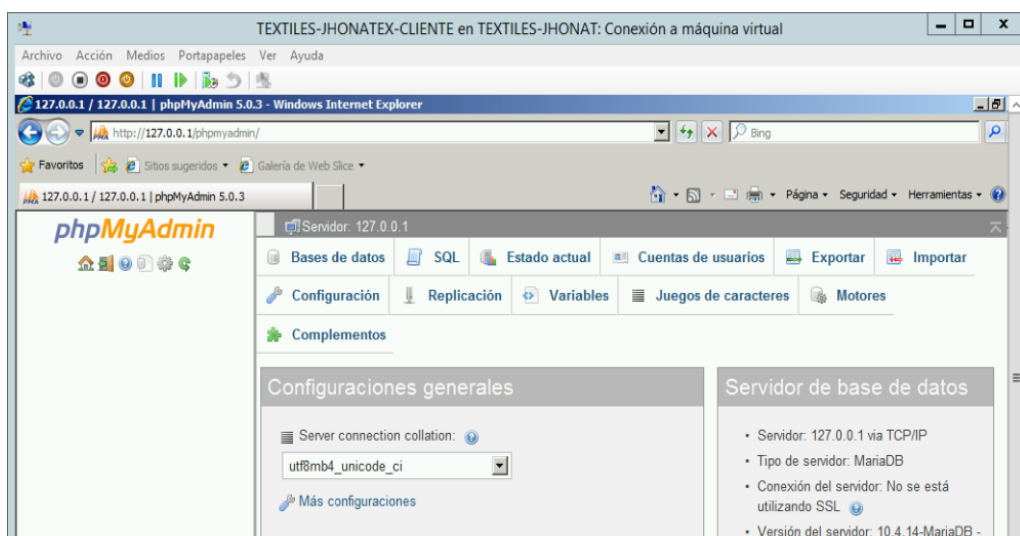 TEXTILES-JHONATEX-CLIENTE en TEXTILES-JHONAT: Conexión a máquina virtual
Archivo Acción Medios Portapapeles Ver Ayuda
127.0.0.1 / 127.0.0.1 | phpMyAdmin 5.0.3 - Windows Internet Explorer
http://127.0.0.1/phpmyadmin/
Bing
Favoritos Sitios sugeridos Galería de Web Slice
127.0.0.1 / 127.0.0.1 | phpMyAdmin 5.0.3
Página Seguridad Herramientas
phpMyAdmin
Servidor: 127.0.0.1
Bases de datos SQL Estado actual Cuentas de usuarios Exportar Importar
Configuración Replicación Variables Juegos de caracteres Motores
Complementos
Configuraciones generales
Server connection collation:
utf8mb4_unicode_ci
Más configuraciones
Servidor de base de datos
• Servidor: 127.0.0.1 via TCP/IP
• Tipo de servidor: MariaDB
• Conexión del servidor: No se está
utilizando SSL
• Versión del servidor: 10.4.14-MariaDB -